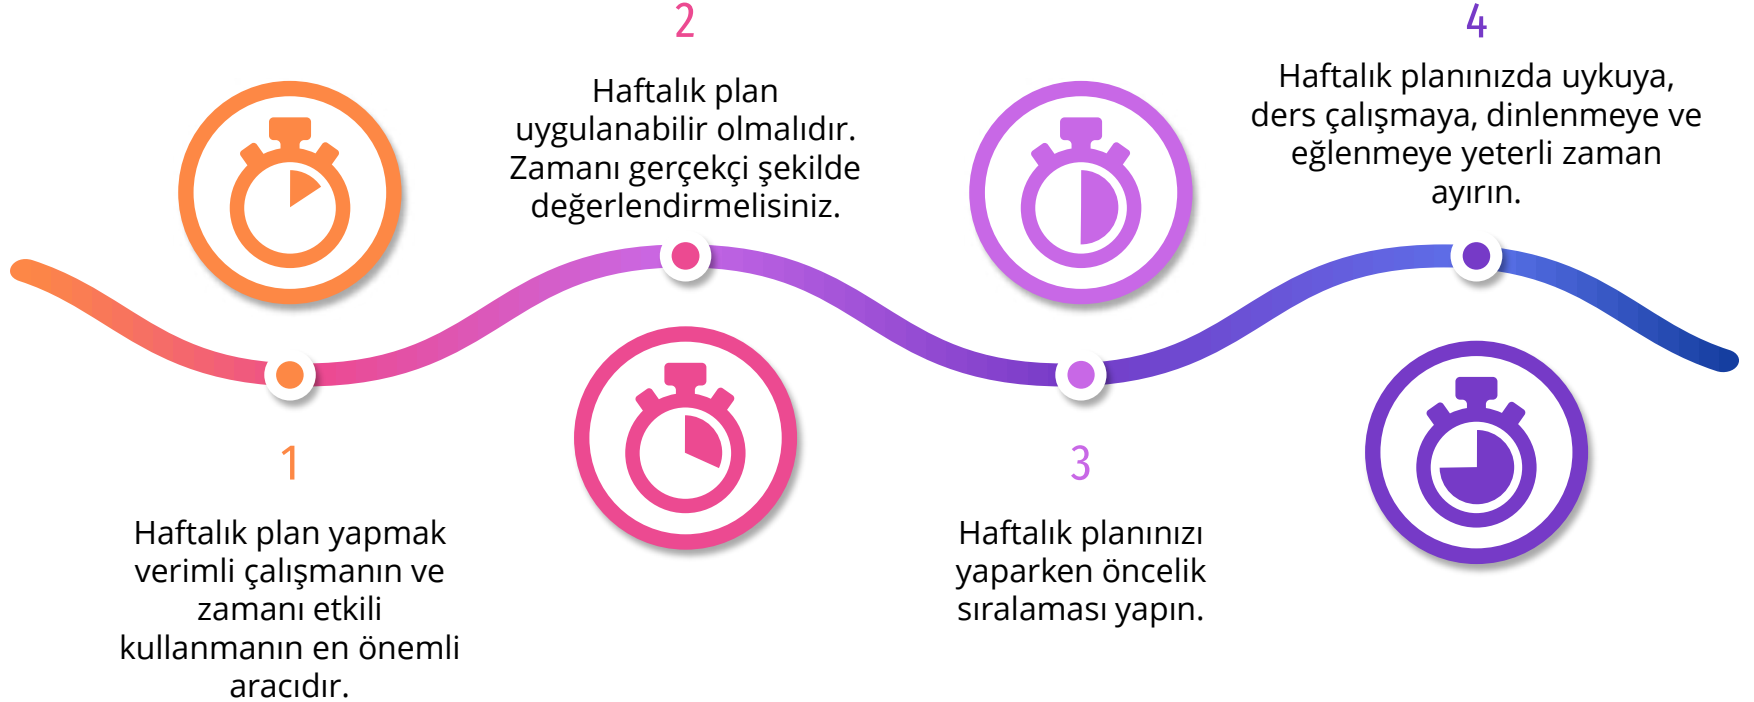 1
Haftalık plan yapmak
verimli çalışmanın ve
zamanı etkili
kullanmanın en önemli
aracıdır.
2
Haftalık plan
uygulanabilir olmalıdır.
Zamanı gerçekçi şekilde
değerlendirmelisiniz.
3
Haftalık planınızı
yaparken öncelik
sıralaması yapın.
4
Haftalık planınızda uykuya,
ders çalışmaya, dinlenmeye ve
eğlenmeye yeterli zaman
ayırın.